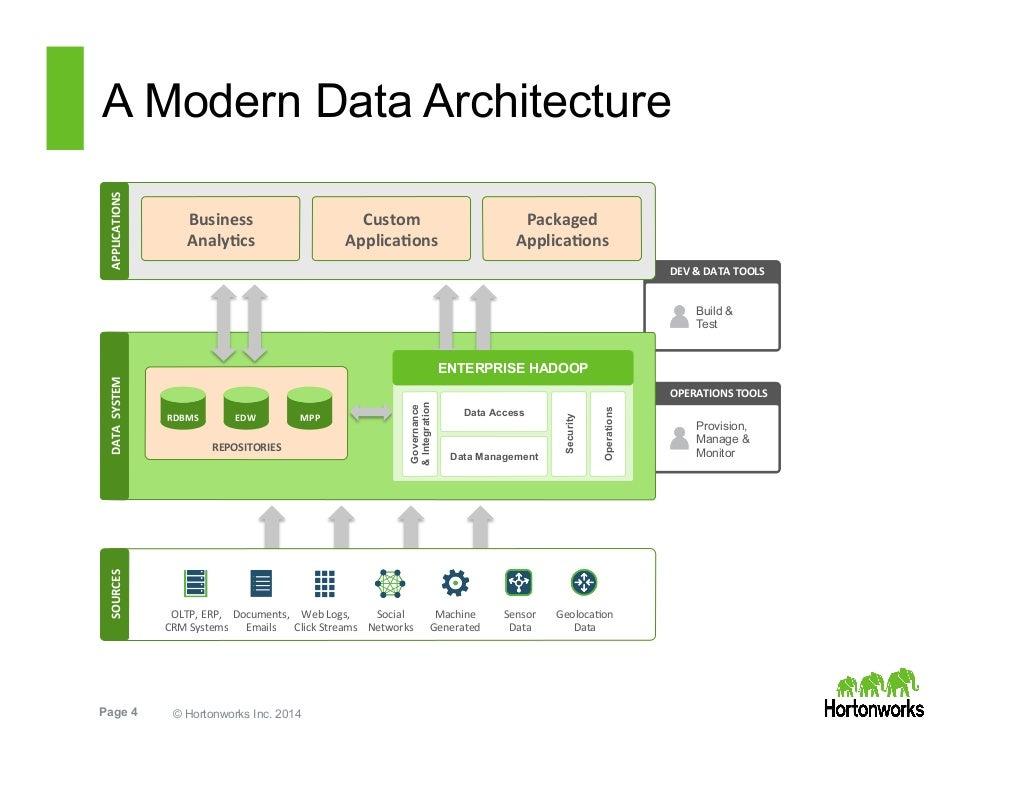 A Modern Data Architecture
APPLICATIONS
Business
Analytics
Custom
Applications
Packaged
Applications
DEV & DATA TOOLS
Build &
Test
DATA SYSTEM
RDBMS
EDW
MPP
REPOSITORIES
ENTERPRISE HADOOP
Governance
& Integration
Data Access
Data Management
Security
Operations
OPERATIONS TOOLS
Provision,
Manage &
Monitor
SOURCES
OLTP, ERP,
CRM Systems
Documents,
Emails
Web Logs,
Click Streams
Social
Networks
Machine
Generated
Sensor
Data
Geolocation
Data
Page 4
© Hortonworks Inc. 2014
Hortonworks